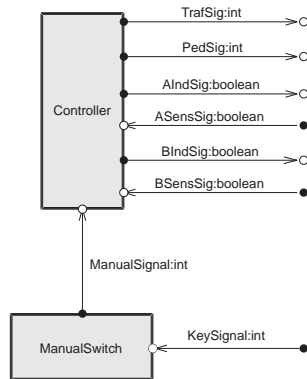 TrafSig:int
PedSig:int
AIndSig:boolean
Controller
ASensSig:boolean
BIndSig:boolean
BSensSig:boolean
ManualSignal:int
KeySignal:int
ManualSwitch